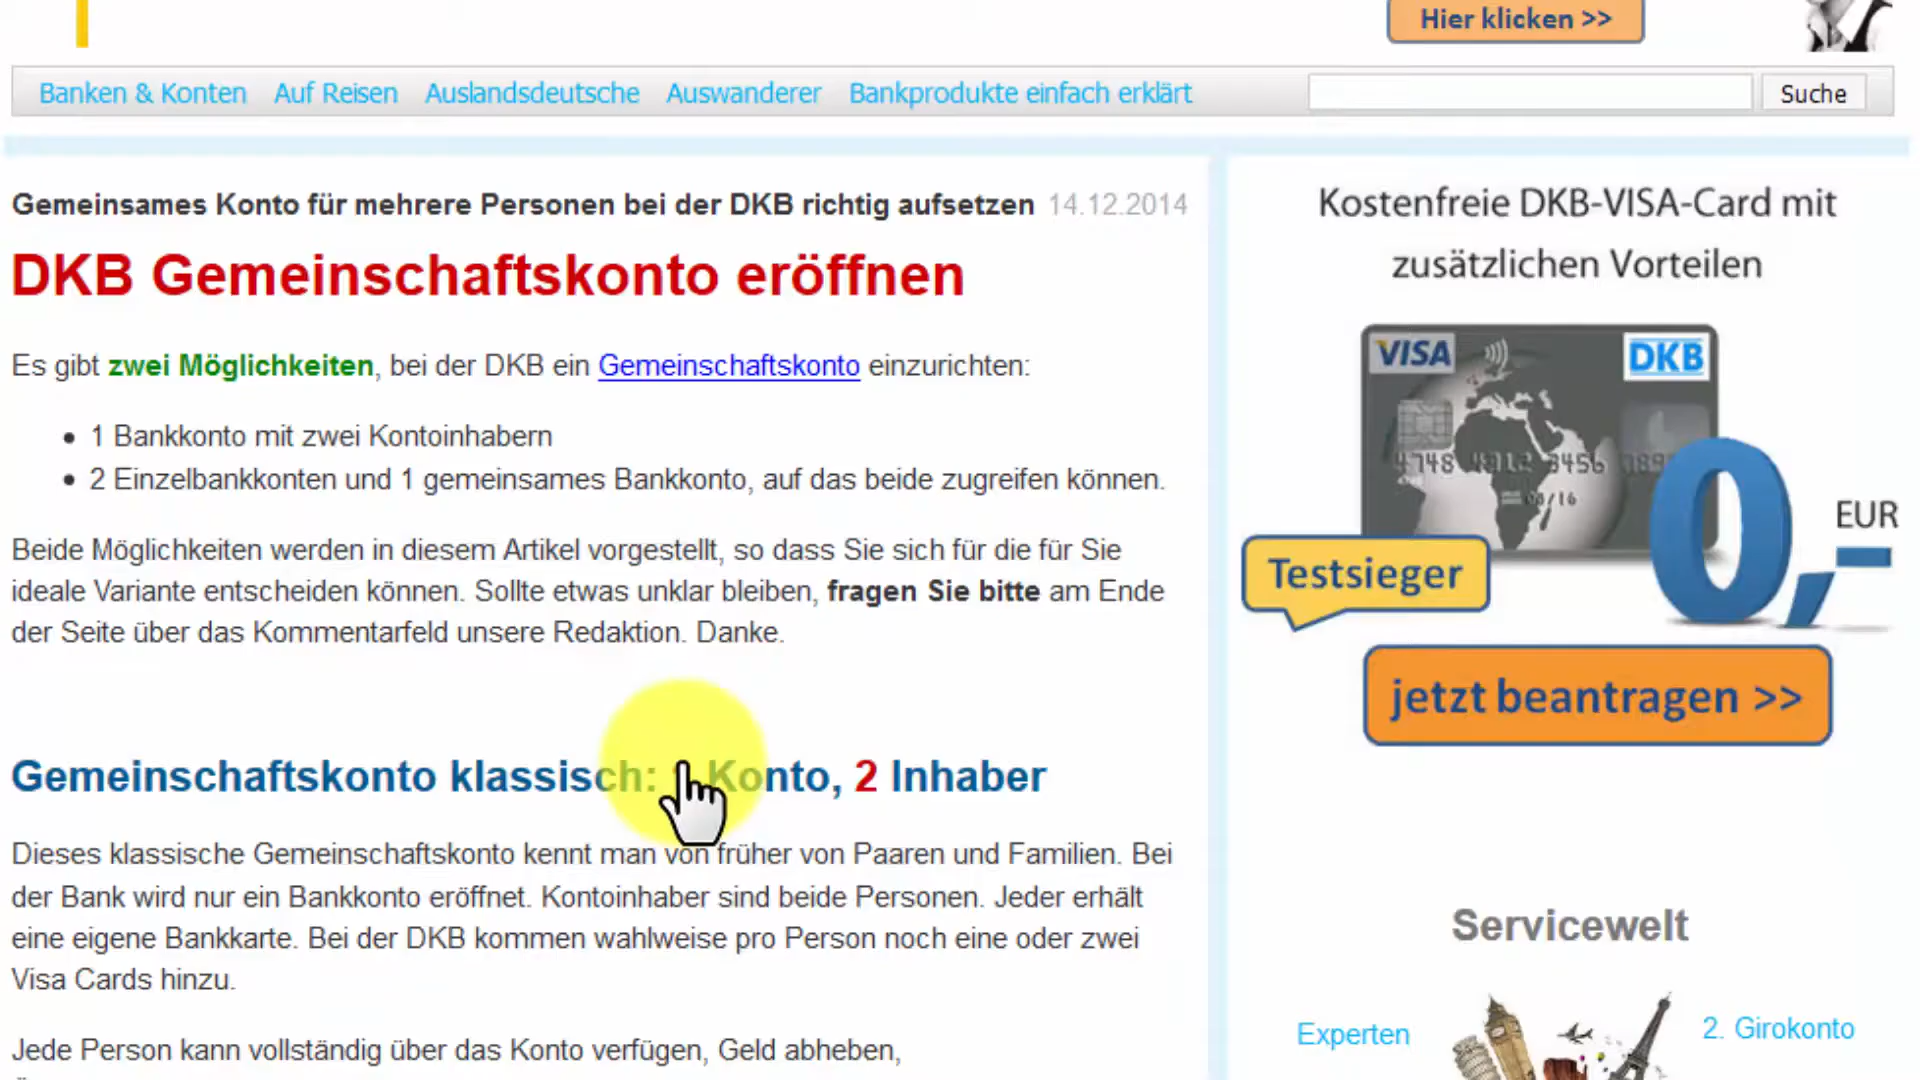 Hier klicken >>
Banken & Konten Auf Reisen Auslandsdeutsche Auswanderer Bankprodukte einfach erklärt Suche
Gemeinsames Konto für mehrere Personen bei der DKB richtig aufsetzen 14.12.2014
DKB Gemeinschaftskonto eröffnen
Es gibt zwei Möglichkeiten, bei der DKB ein Gemeinschaftskonto einzurichten:
• 1 Bankkonto mit zwei Kontoinhabern
• 2 Einzelbankkonten und 1 gemeinsames Bankkonto, auf das beide zugreifen können.
Beide Möglichkeiten werden in diesem Artikel vorgestellt, so dass Sie sich für die für Sie
ideale Variante entscheiden können. Sollte etwas unklar bleiben, fragen Sie bitte am Ende
der Seite über das Kommentarfeld unsere Redaktion. Danke.
Gemeinschaftskonto klassisch: Konto, 2 Inhaber
Dieses klassische Gemeinschaftskonto kennt man von früher von Paaren und Familien. Bei
der Bank wird nur ein Bankkonto eröffnet. Kontoinhaber sind beide Personen. Jeder erhält
eine eigene Bankkarte. Bei der DKB kommen wahlweise pro Person noch eine oder zwei
Visa Cards hinzu.
Jede Person kann vollständig über das Konto verfügen, Geld abheben,
Kostenfreie DKB-VISA-Card mit
zusätzlichen Vorteilen
VISA DKB
0,- EUR
Testsieger
jetzt beantragen >>
Servicewelt
Experten
2. Girokonto